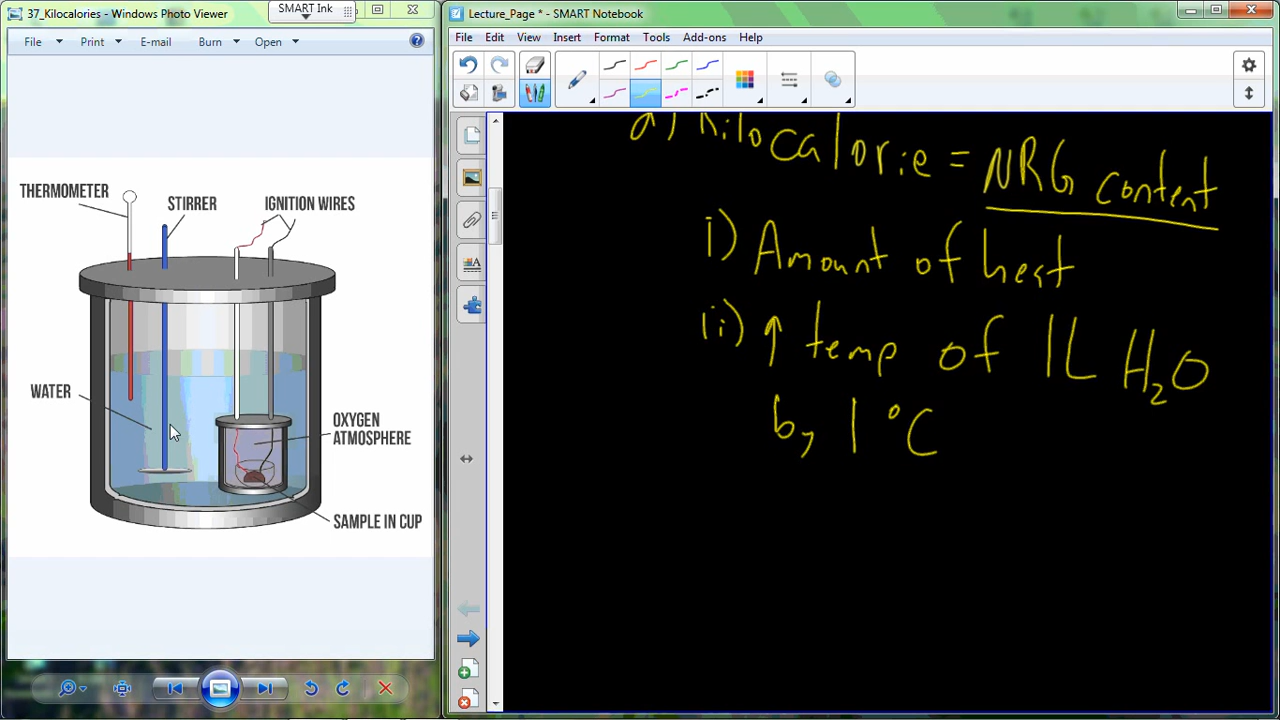 37_Kilocalories - Windows Photo Viewer
SMART Ink
File Print E-mail Burn Open
THERMOMETER
STIRRER
IGNITION WIRES
WATER
OXYGEN
ATMOSPHERE
SAMPLE IN CUP
Lecture_Page * - SMART Notebook
File Edit View Insert Format Tools Add-ons Help
a) Kilocalorie = NRG content
i) Amount of heat
ii) ↑ temp of 1L H₂O
by 1 °C